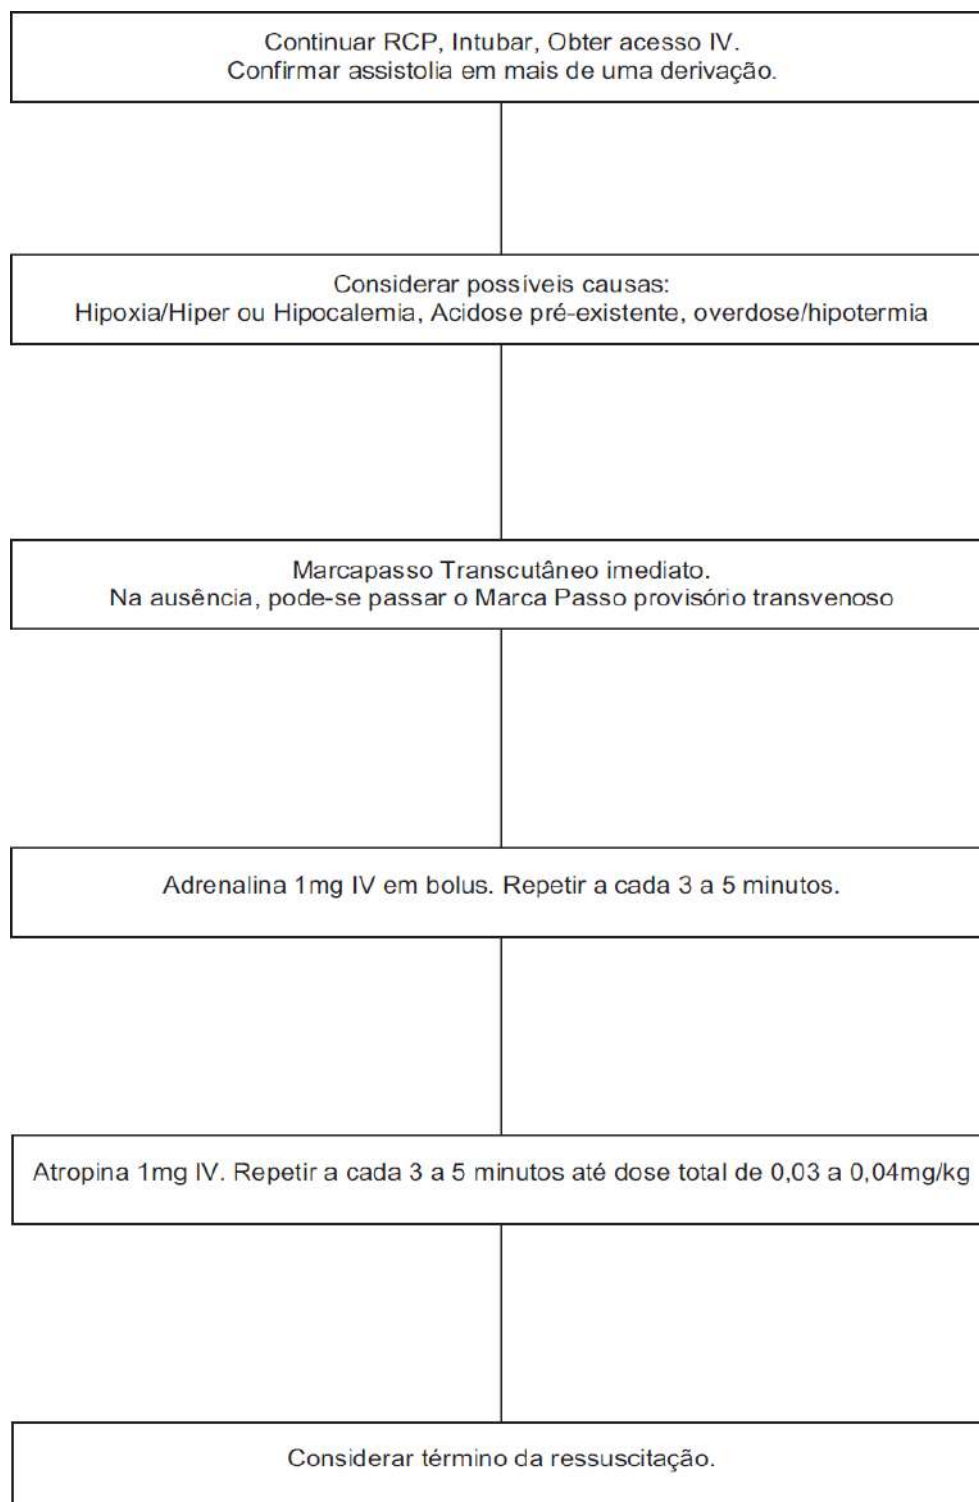 Continuar RCP, Intubar, Obter acesso IV.
Confirmar assistolia em mais de uma derivação.
Considerar possíveis causas:
Hipoxia/Hiper ou Hipocalemia, Acidose pré-existente, overdose/hipotermia
Marcapasso Transcutâneo imediato.
Na ausência, pode-se passar o Marca Passo provisório transvenoso
Adrenalina 1mg IV em bolus. Repetir a cada 3 a 5 minutos.
Atropina 1mg IV. Repetir a cada 3 a 5 minutos até dose total de 0,03 a 0,04mg/kg
Considerar término da ressuscitação.